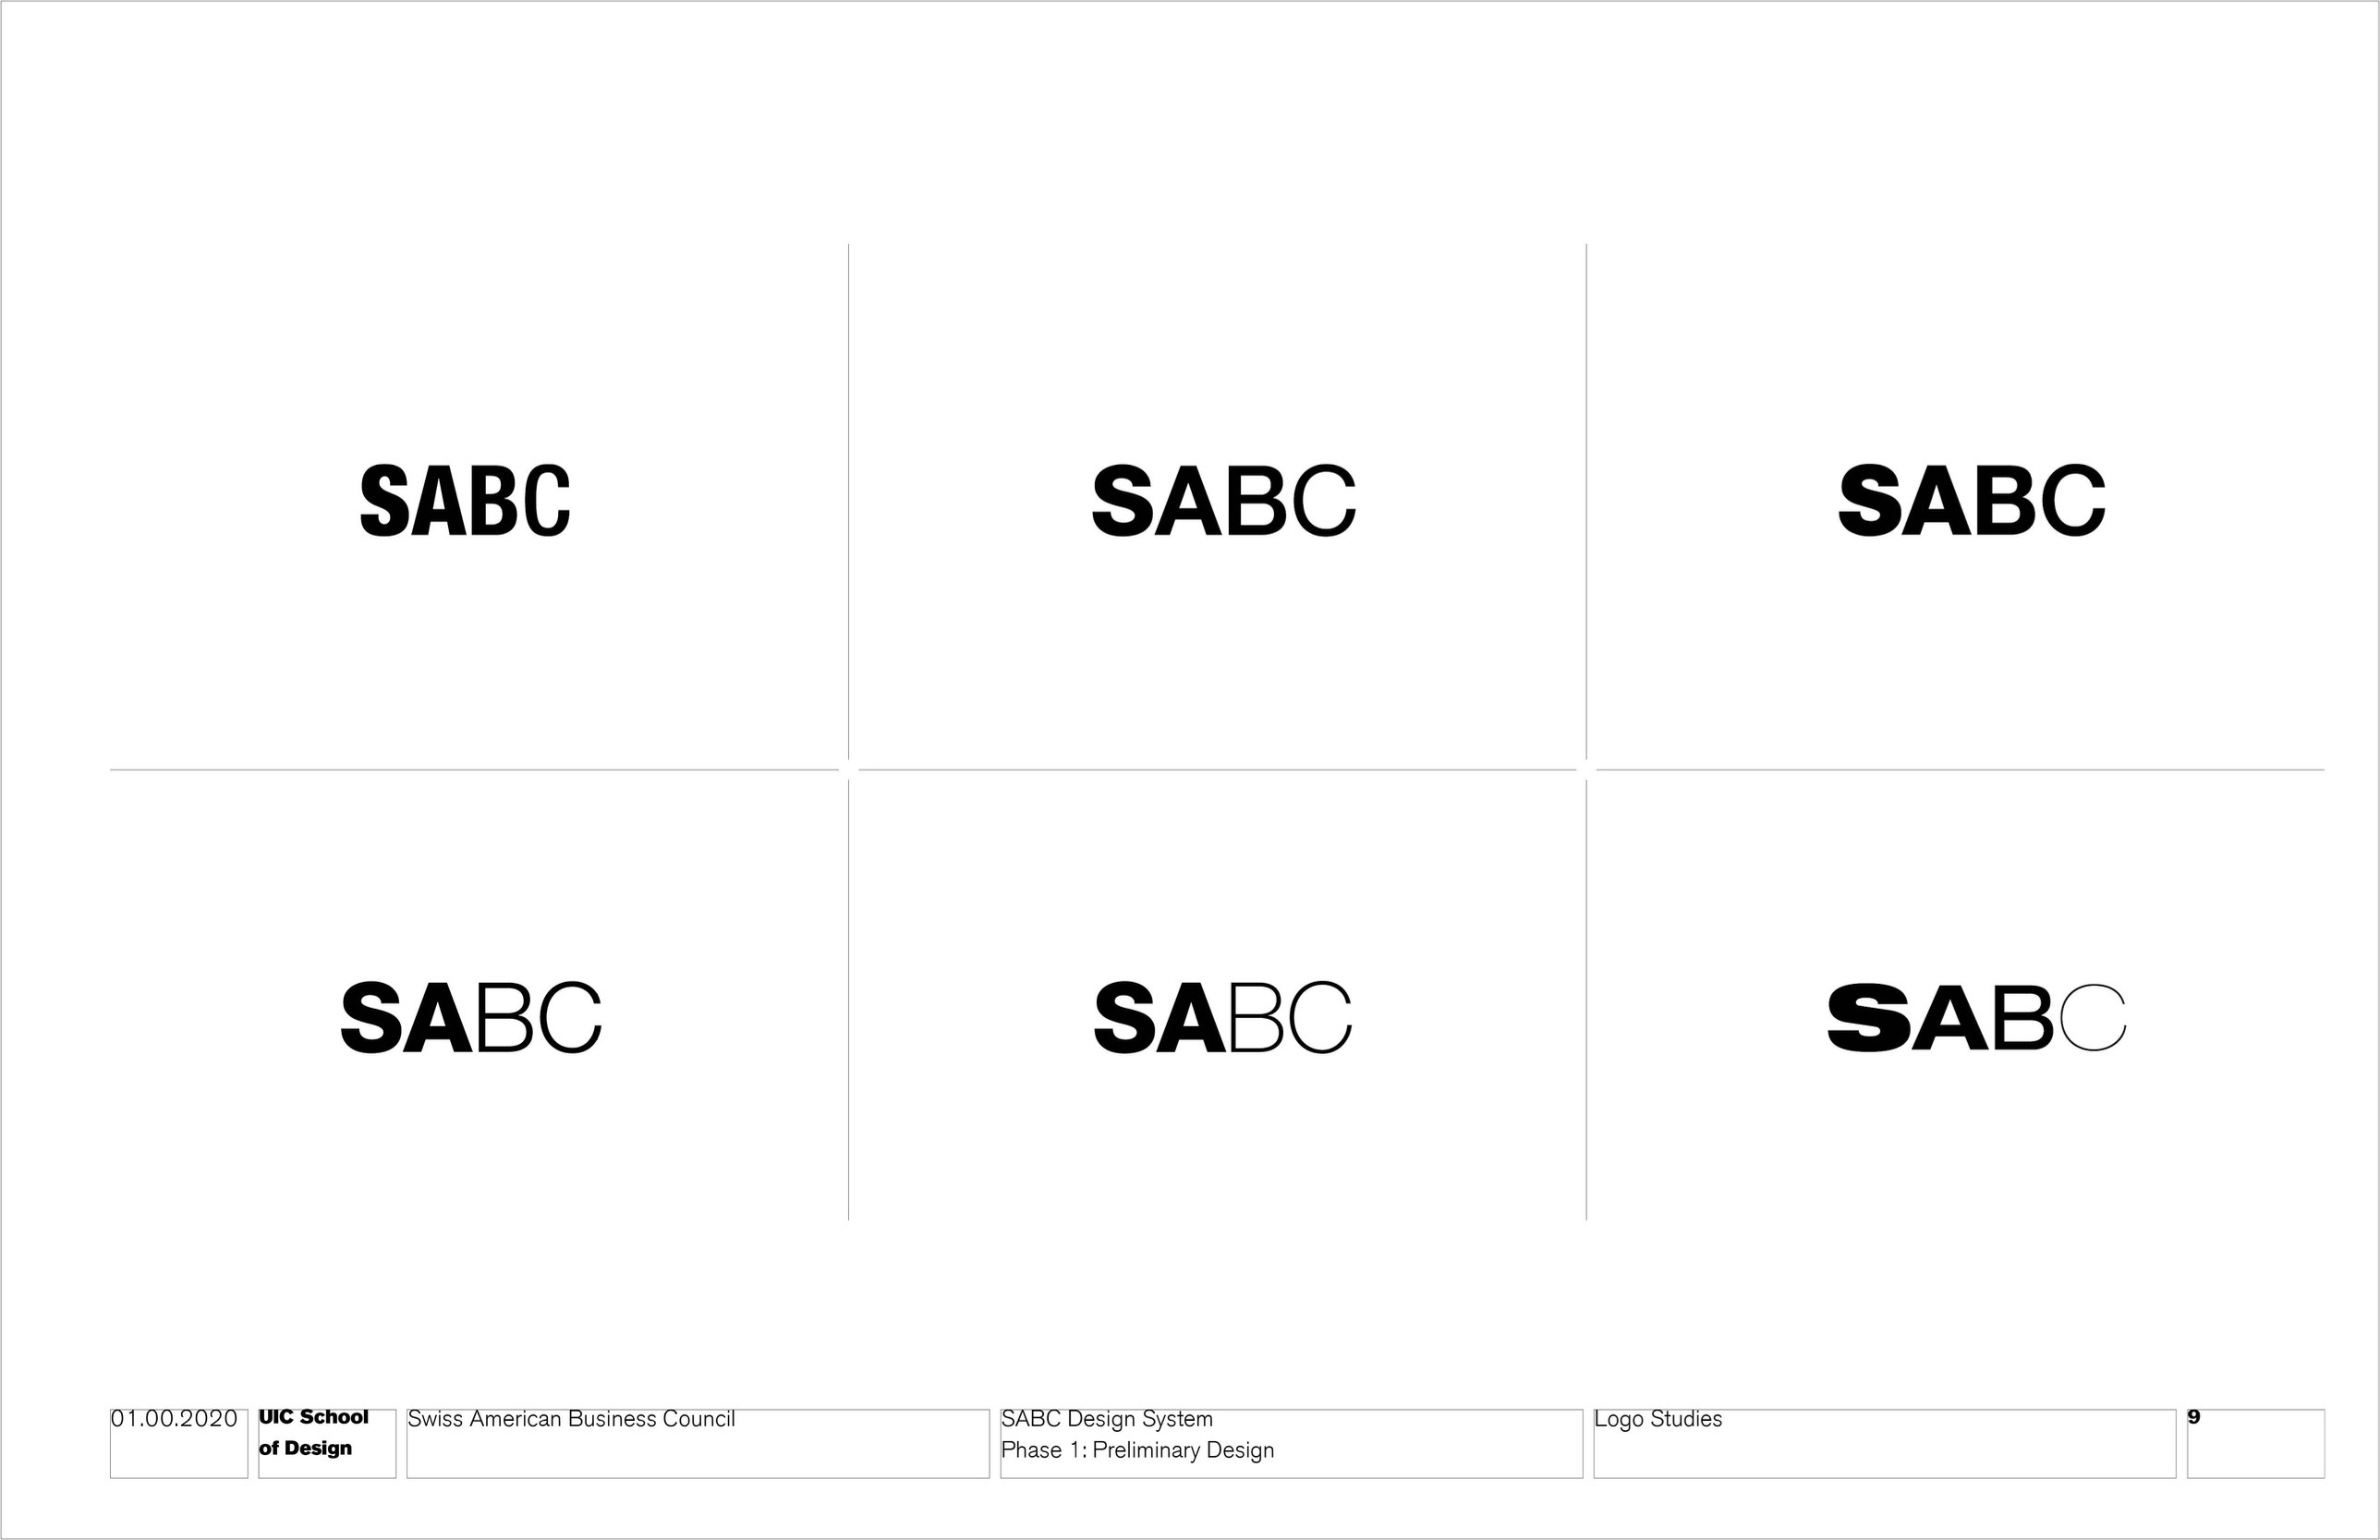 SABC
SABC
SABC
SABC
SABC
SABC
01.00.2020
UIC School
of Design
Swiss American Business Council
SABC Design System
Phase 1: Preliminary Design
Logo Studies
9